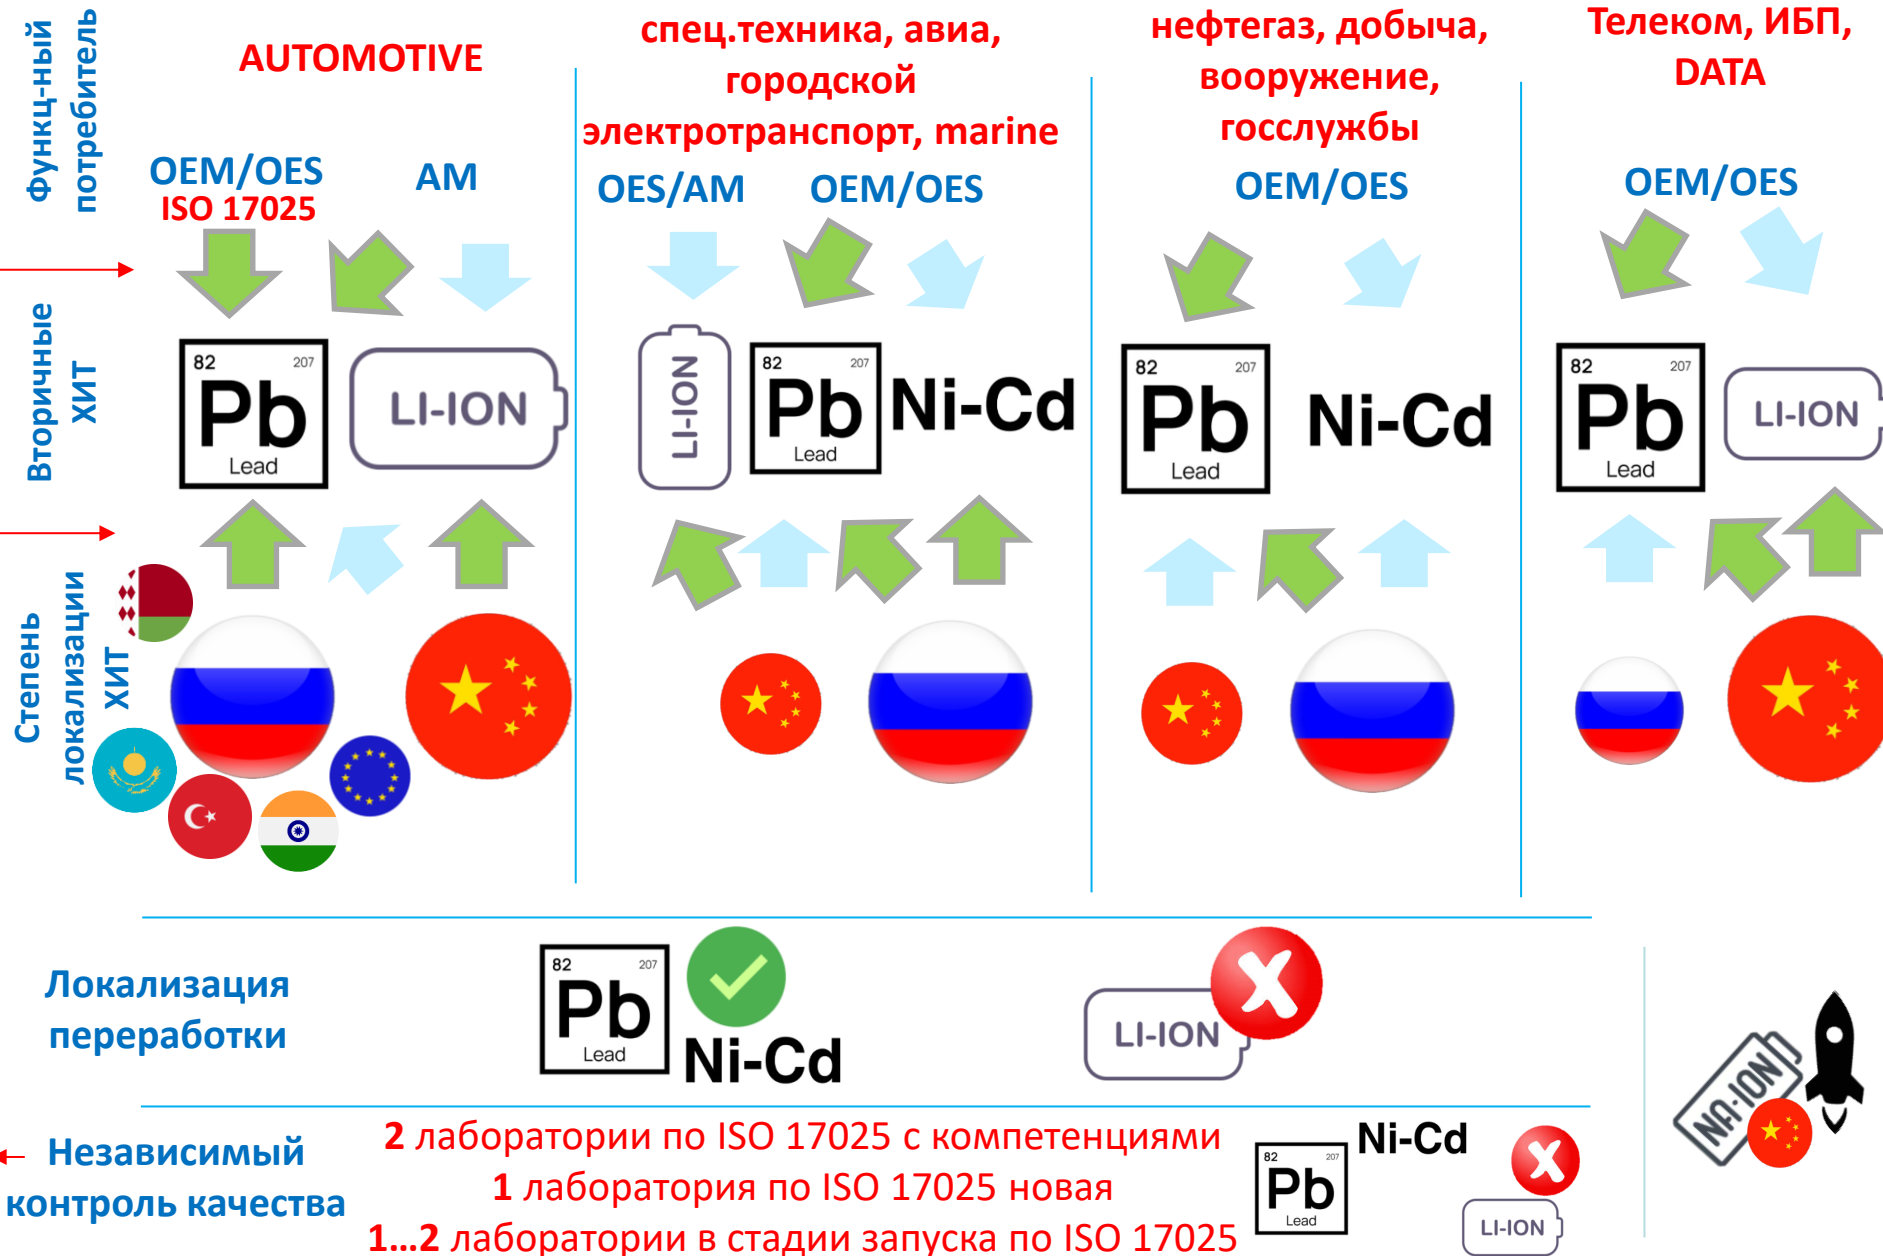 Функц-ный
потребитель
AUTOMOTIVE
спец.техника, авиа,
городской
электротранспорт, marine
нефтегаз, добыча,
вооружение,
госслужбы
Телеком, ИБП,
DATA
OEM/OES
ISO 17025
AM
OES/AM
OEM/OES
OEM/OES
OEM/OES
Вторичные
ХИТ
82 207
Pb
Lead
LI-ION
LI-ION
82 207
Pb
Lead
Ni-Cd
82 207
Pb
Lead
Ni-Cd
82 207
Pb
Lead
LI-ION
Степень
локализации
ХИТ
Локализация
переработки
82 207
Pb
Lead
Ni-Cd
LI-ION
NA-ION
Независимый
контроль качества
2 лаборатории по ISO 17025 с компетенциями
1 лаборатория по ISO 17025 новая
1...2 лаборатории в стадии запуска по ISO 17025
82 207
Pb
Lead
Ni-Cd
LI-ION